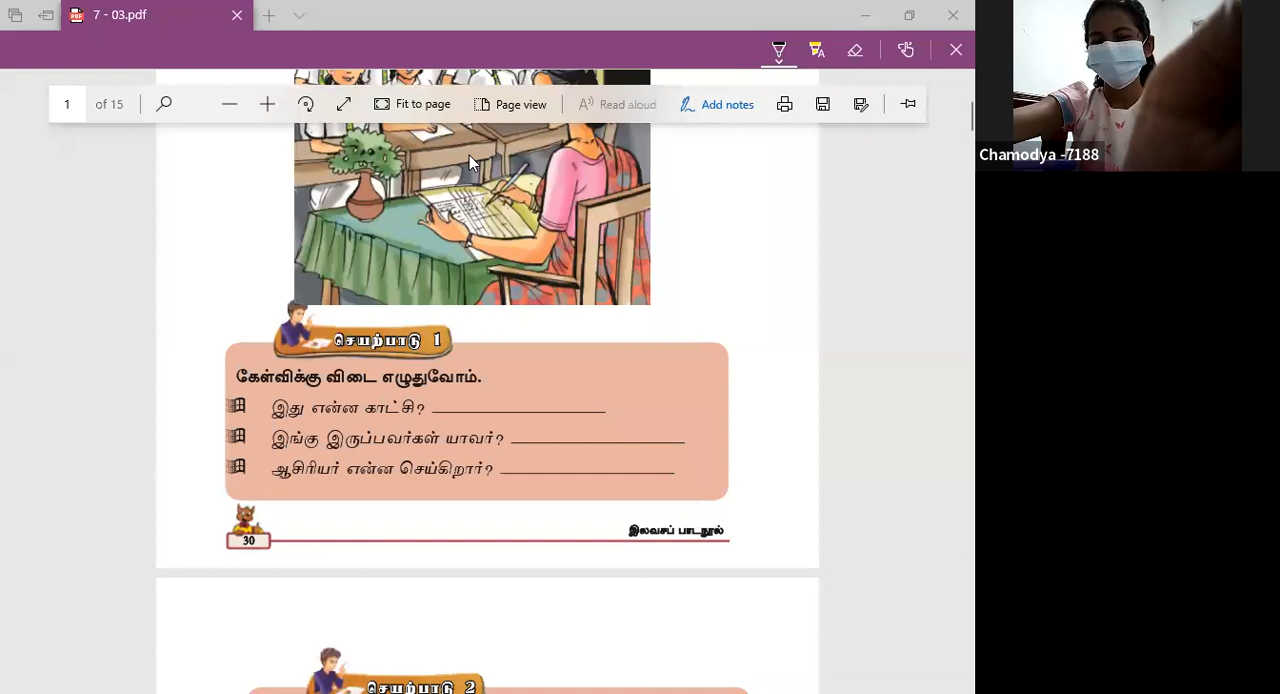 7 - 03.pdf
1 of 15 Fit to page Page view Read aloud Add notes
Chamodya -7188
செயற்பாடு 1
கேள்விக்கு விடை எழுதுவோம்.
இது என்ன காட்சி?
இங்கு இருப்பவர்கள் யாவர்?
ஆசிரியர் என்ன செய்கிறார்?
இலவசப் பாடநூல்
30
செயற்பாடு 2